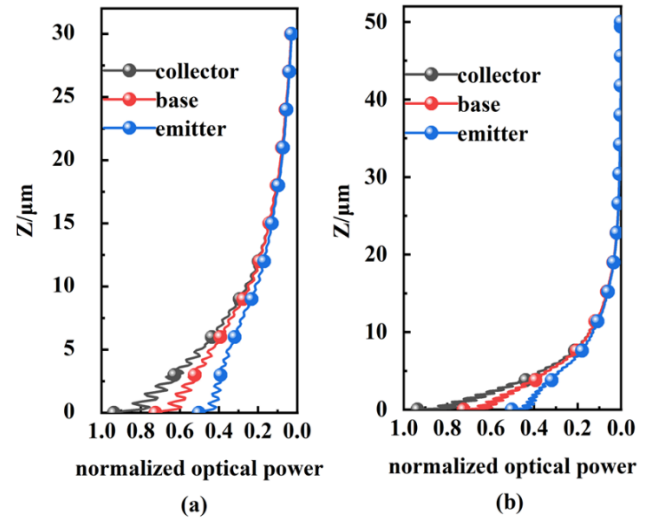 30
25
20
15
10
5
0
Z/μm
collector
base
emitter
1.0 0.8 0.6 0.4 0.2 0.0
normalized optical power
(a)
50
40
30
20
10
0
Z/μm
collector
base
emitter
1.0 0.8 0.6 0.4 0.2 0.0
normalized optical power
(b)